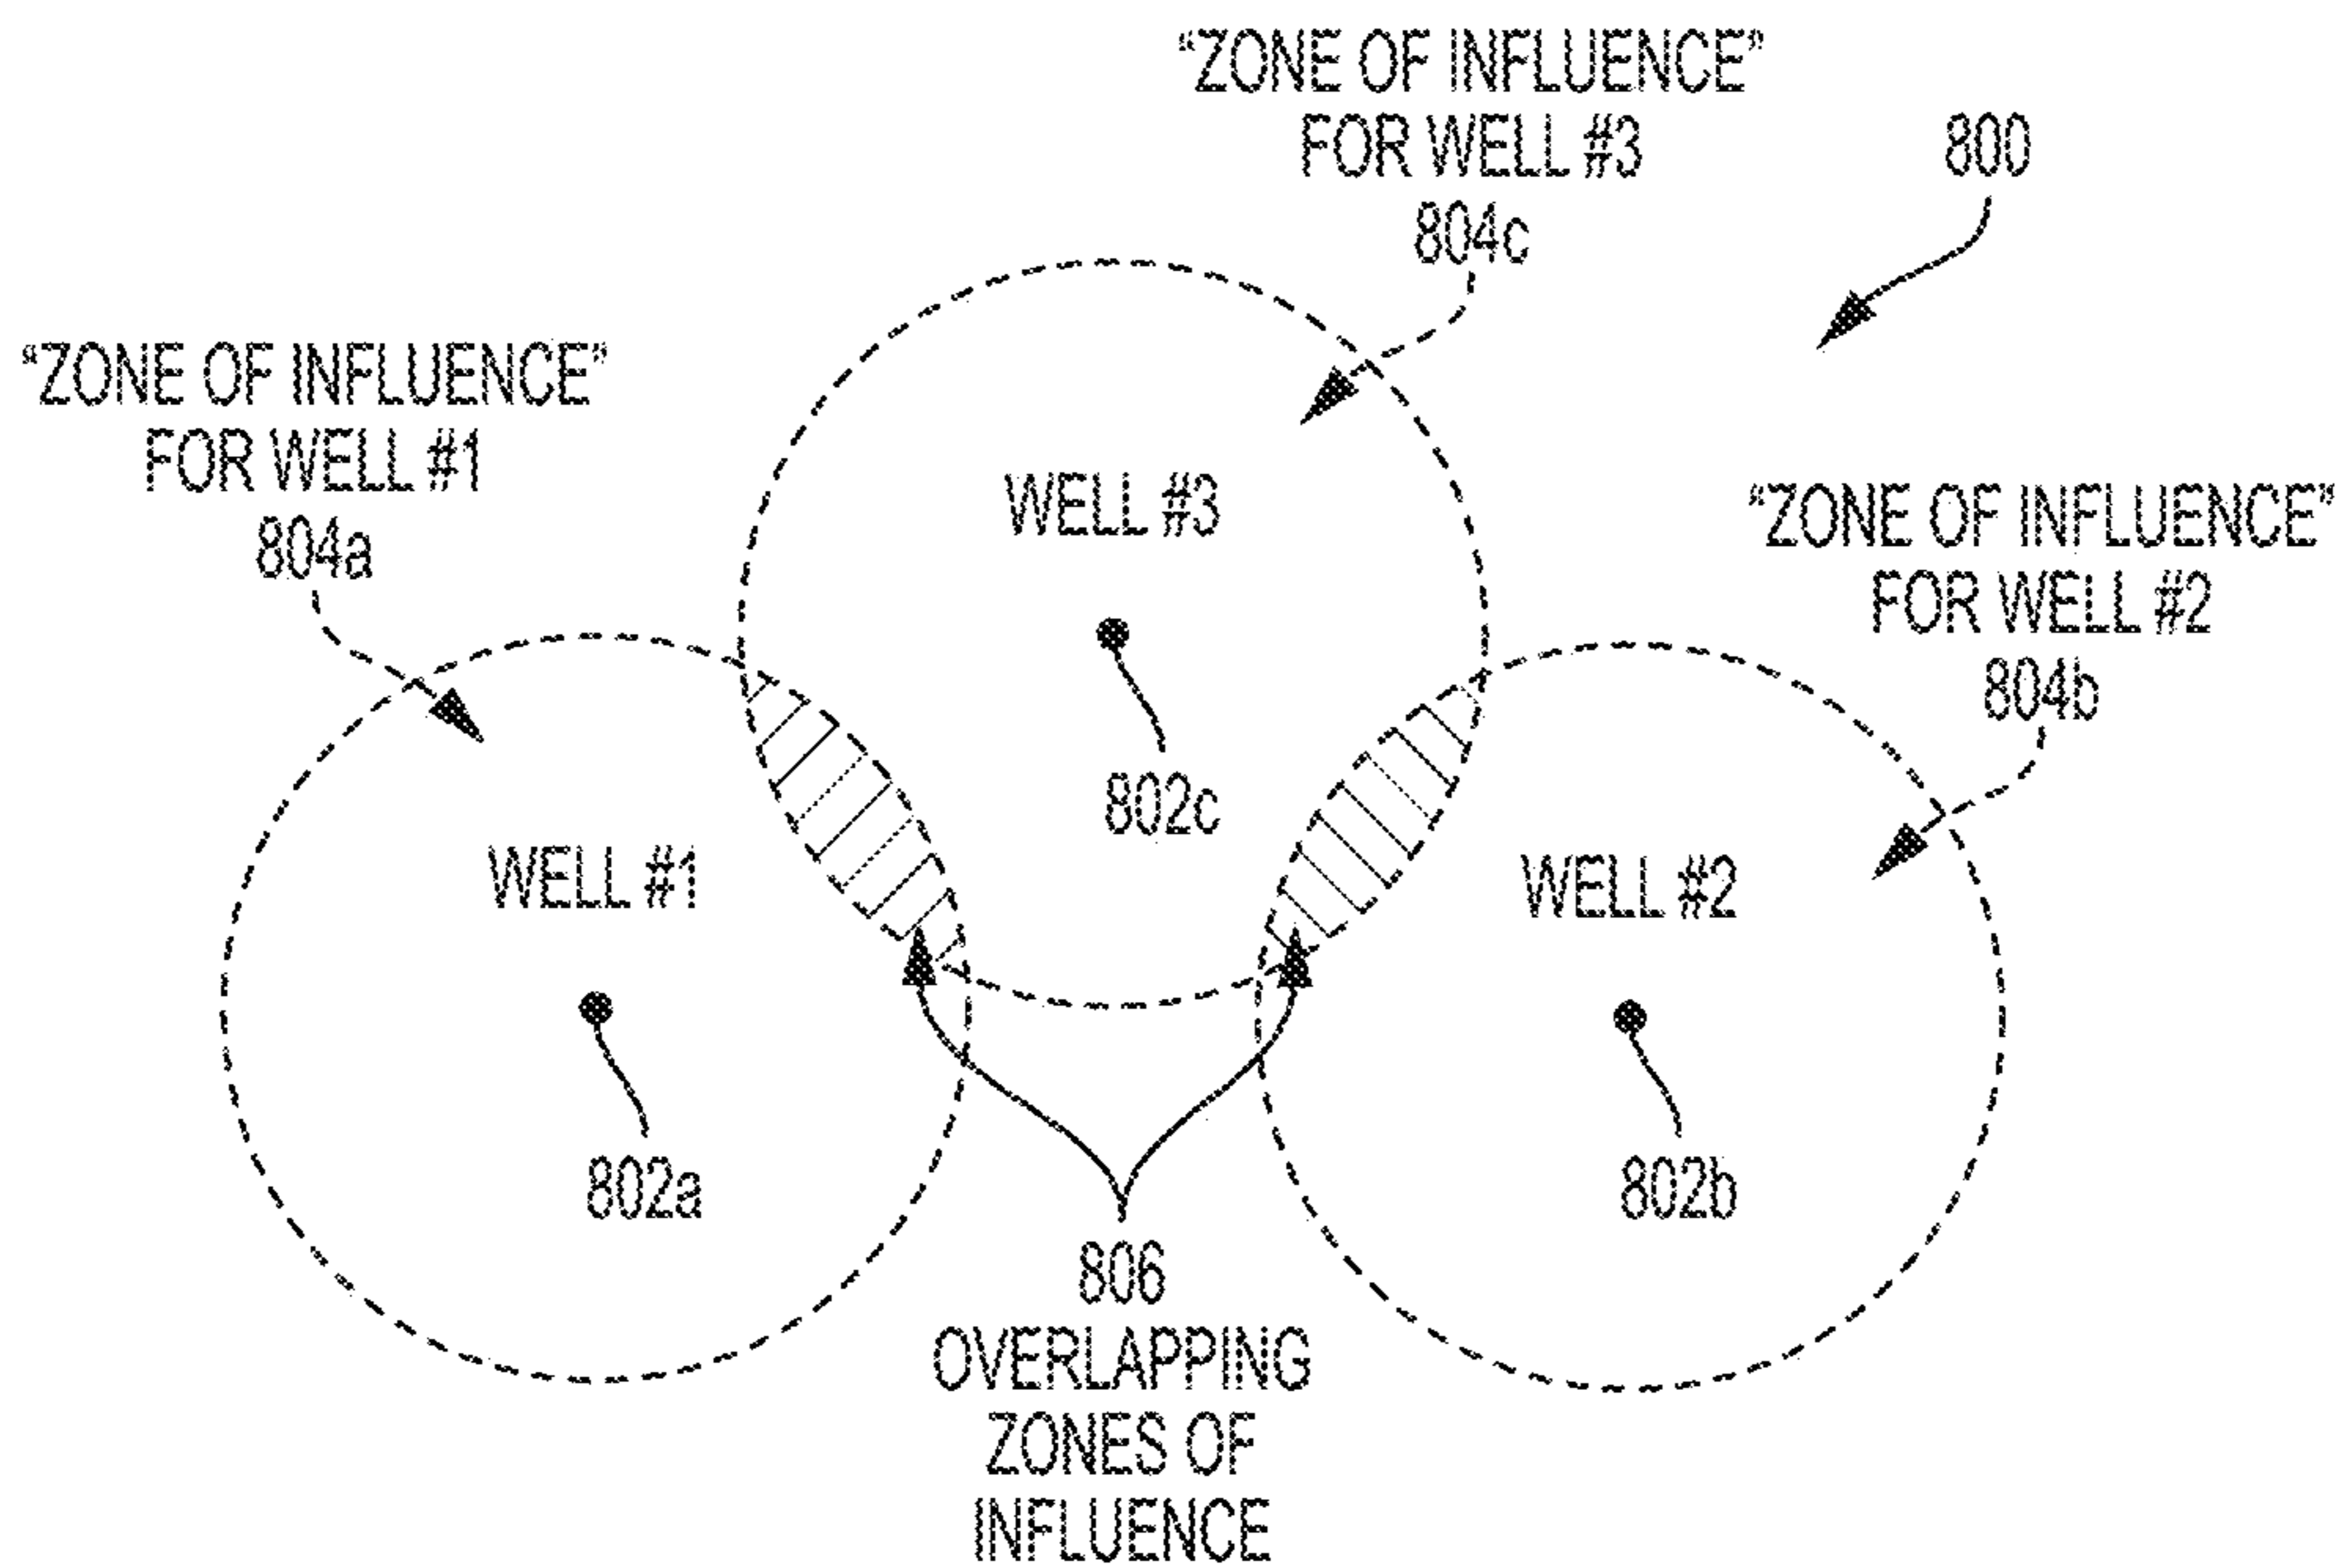 “ZONE OF INFLUENCE”
FOR WELL #3
804c
800
“ZONE OF INFLUENCE”
FOR WELL #1
804a
WELL #3
“ZONE OF INFLUENCE”
FOR WELL #2
804b
802c
WELL #1
WELL #2
802a
802b
806
OVERLAPPING
ZONES OF
INFLUENCE